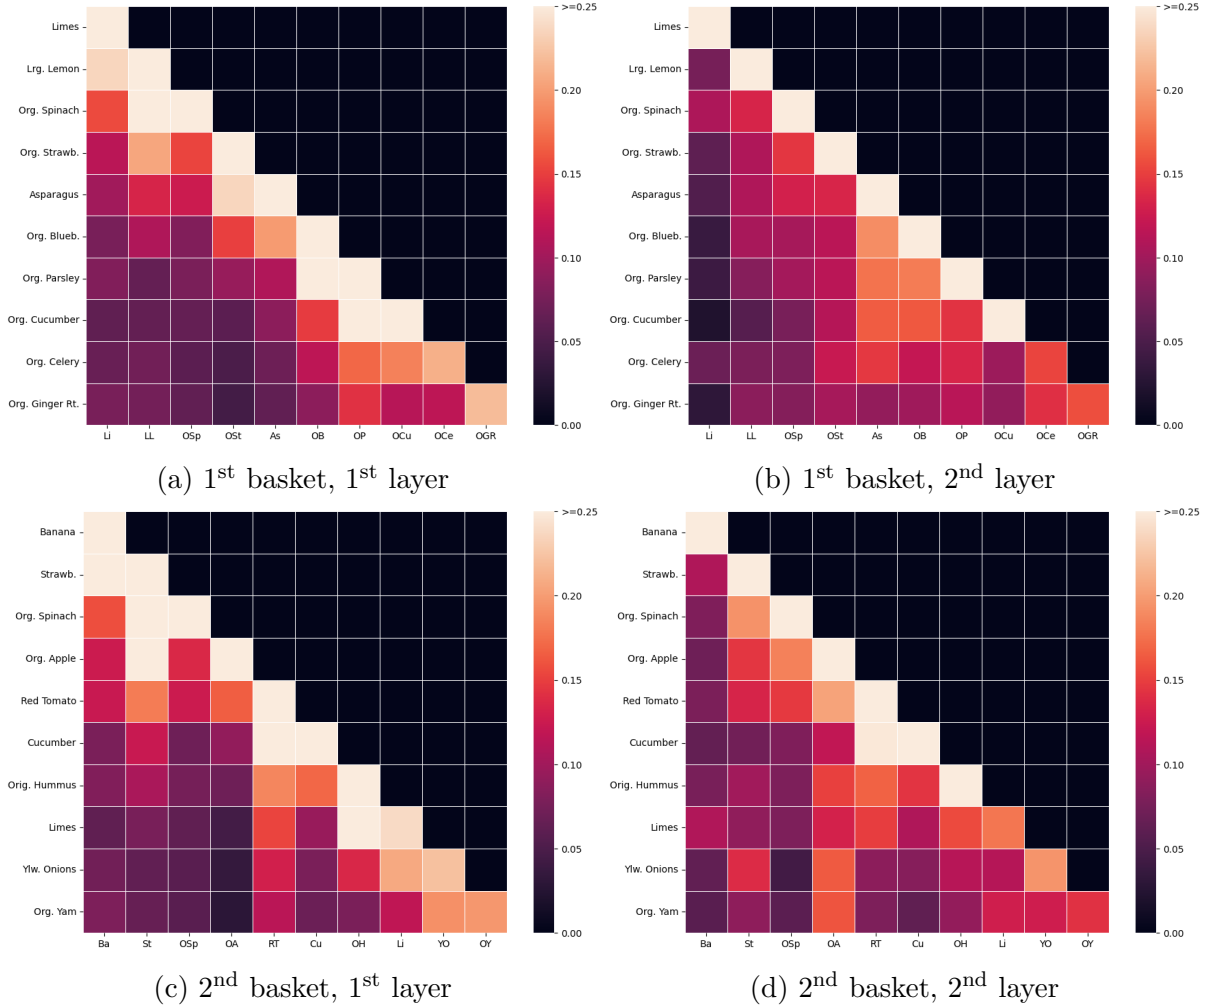 Limes
Lrg. Lemon
Org. Spinach
Org. Strawb.
Asparagus
Org. Blueb.
Org. Parsley
Org. Cucumber
Org. Celery
Org. Ginger Rt.
Li LL OSp OSt As OB OP OCu OCe OGR
>=0.25
0.20
0.15
0.10
0.05
0.00
(a) 1st basket, 1st layer
Limes
Lrg. Lemon
Org. Spinach
Org. Strawb.
Asparagus
Org. Blueb.
Org. Parsley
Org. Cucumber
Org. Celery
Org. Ginger Rt.
Li LL OSp OSt As OB OP OCu OCe OGR
>=0.25
0.20
0.15
0.10
0.05
0.00
(b) 1st basket, 2nd layer
Banana
Strawb.
Org. Spinach
Org. Apple
Red Tomato
Cucumber
Orig. Hummus
Limes
Ylw. Onions
Org. Yam
Ba St OSp OA RT Cu OH Li YO OY
>=0.25
0.20
0.15
0.10
0.05
0.00
(c) 2nd basket, 1st layer
Banana
Strawb.
Org. Spinach
Org. Apple
Red Tomato
Cucumber
Orig. Hummus
Limes
Ylw. Onions
Org. Yam
Ba St OSp OA RT Cu OH Li YO OY
>=0.25
0.20
0.15
0.10
0.05
0.00
(d) 2nd basket, 2nd layer